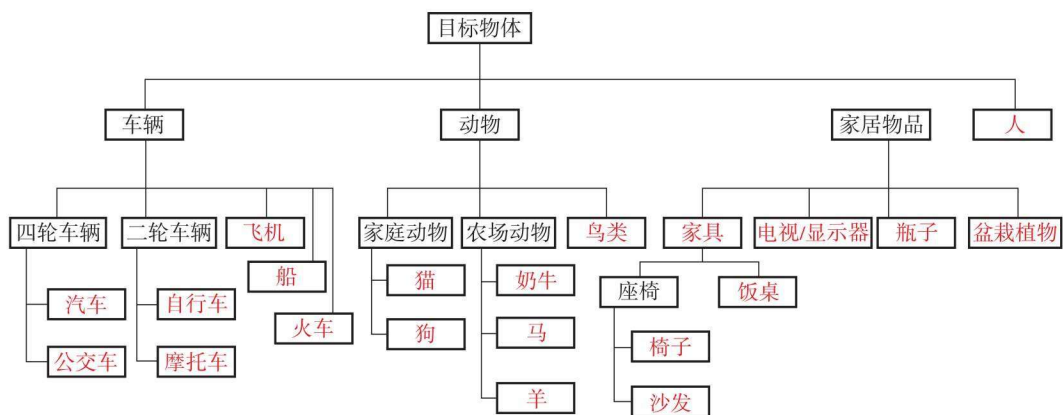 目标物体
车辆
动物
家居物品
人
四轮车辆
二轮车辆
飞机
家庭动物
农场动物
鸟类
家具
电视/显示器
瓶子
盆栽植物
船
猫
奶牛
座椅
饭桌
汽车
自行车
火车
狗
马
椅子
公交车
摩托车
羊
沙发